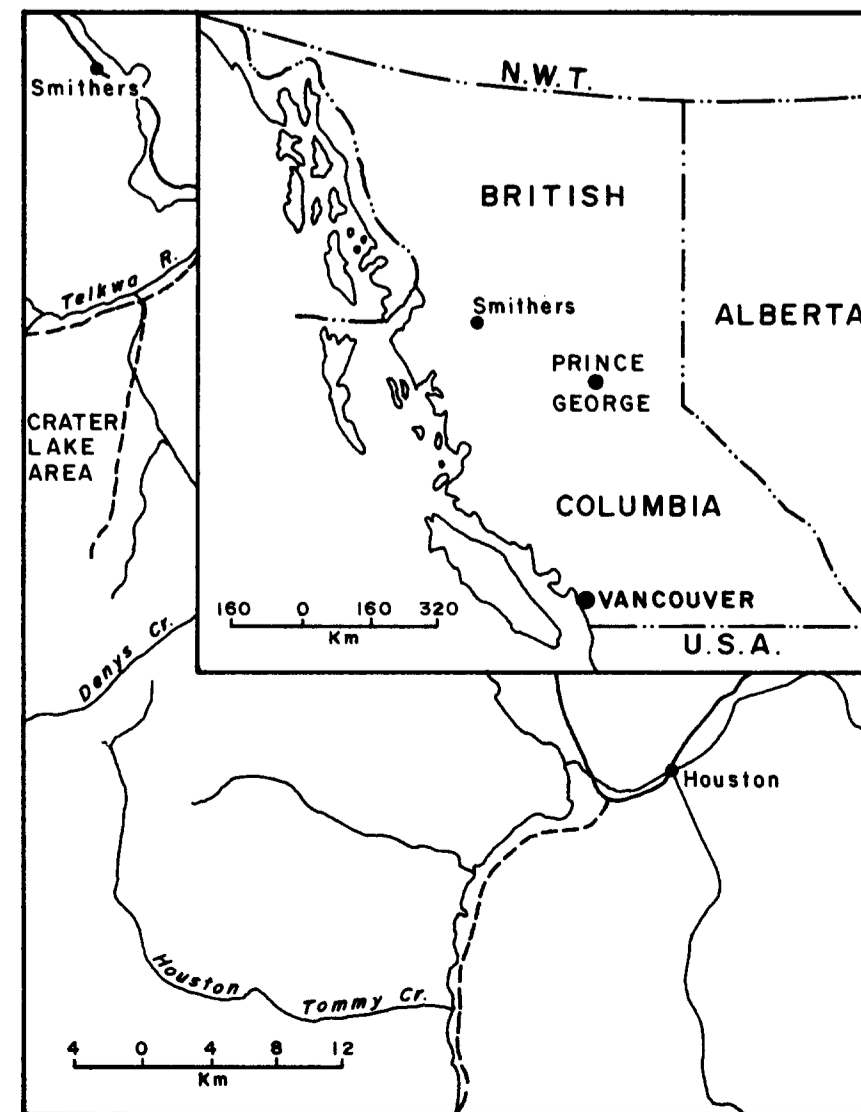 Smithers
N.W.T.
BRITISH
Telkwa R.
Smithers
ALBERTA
PRINCE
GEORGE
CRATER
LAKE
AREA
COLUMBIA
VANCOUVER
160 0 160 320
Km
U.S.A.
Denys Cr.
Houston
Houston
Tommy Cr.
4 0 4 8 12
Km